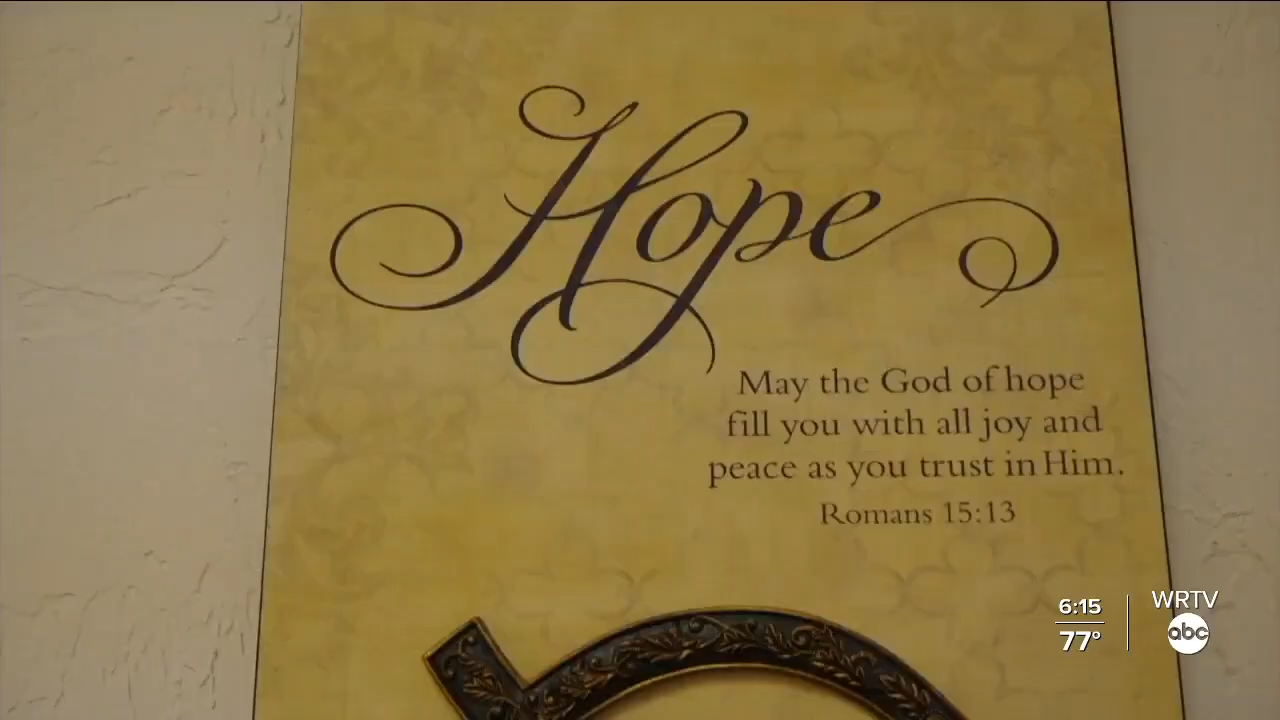 Hope
May the God of hope
fill you with all joy and
peace as you trust in Him.
Romans 15:13
6:15
77°
WRTV
abc